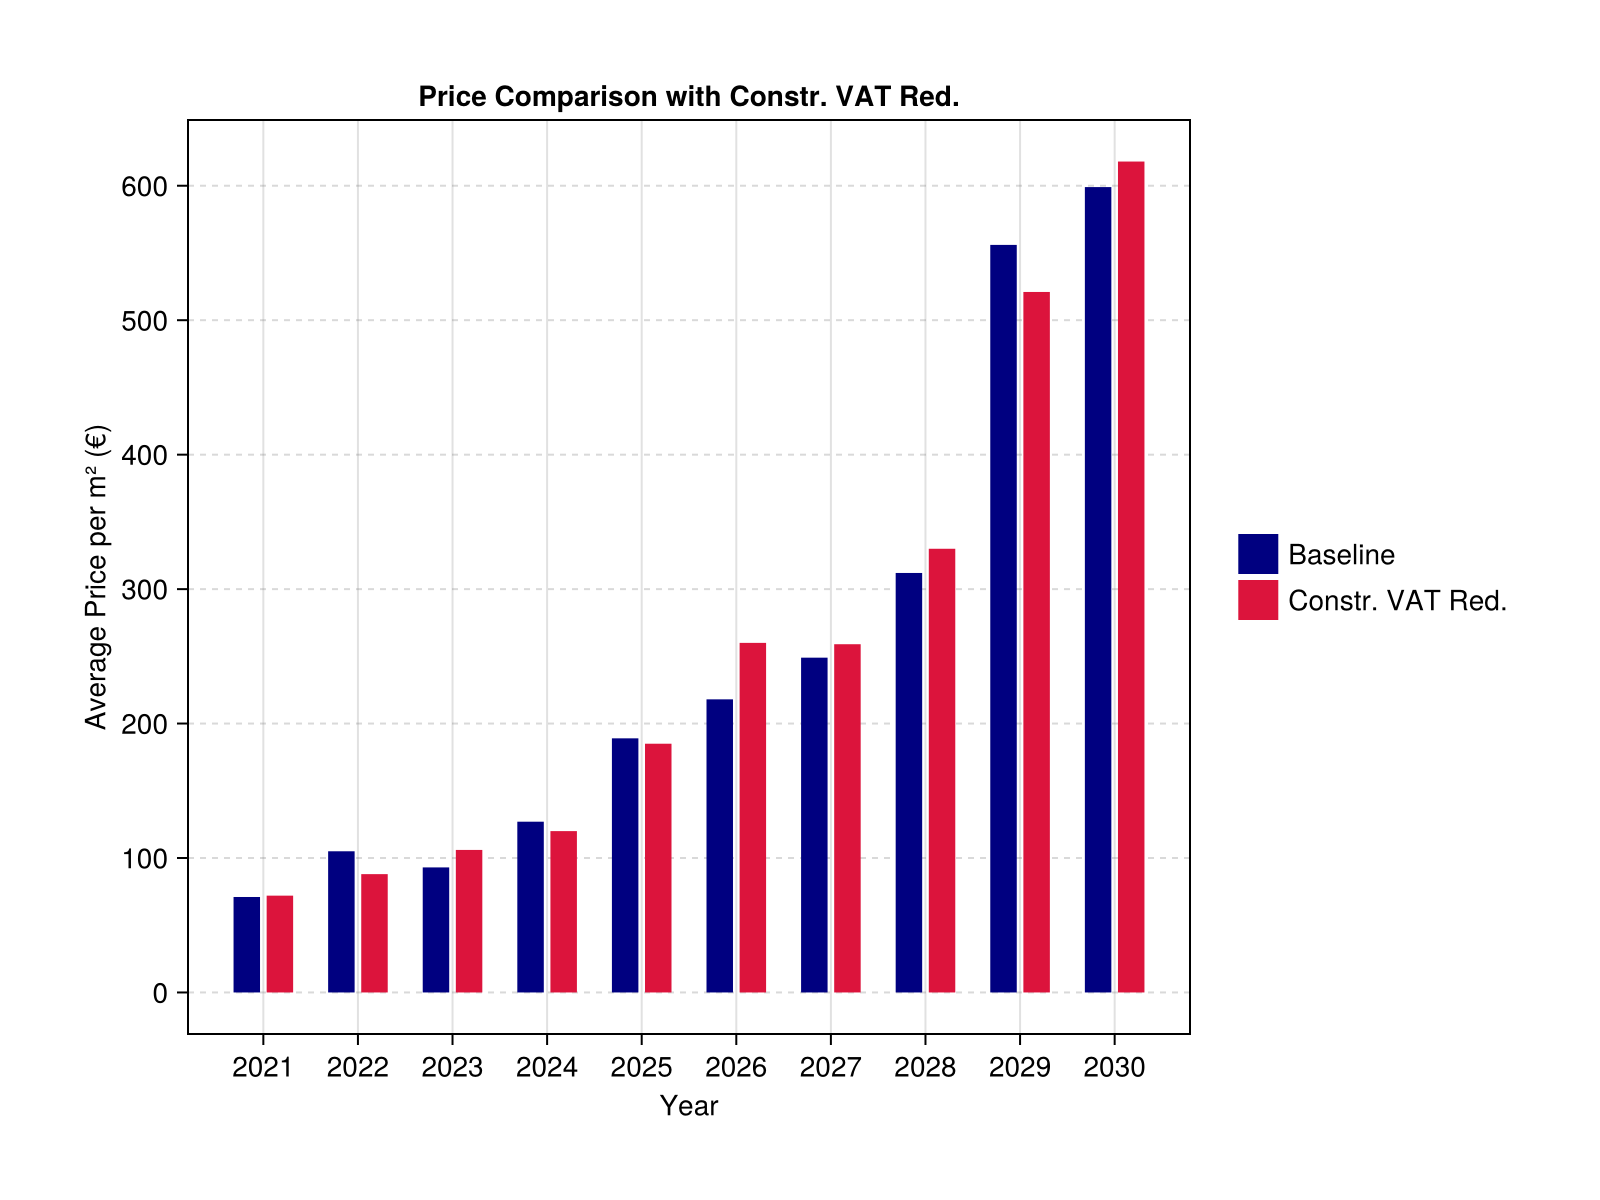 Price Comparison with Constr. VAT Red.
Average Price per m² (€)
600
500
400
300
200
100
0
2021 2022 2023 2024 2025 2026 2027 2028 2029 2030
Year
Baseline
Constr. VAT Red.